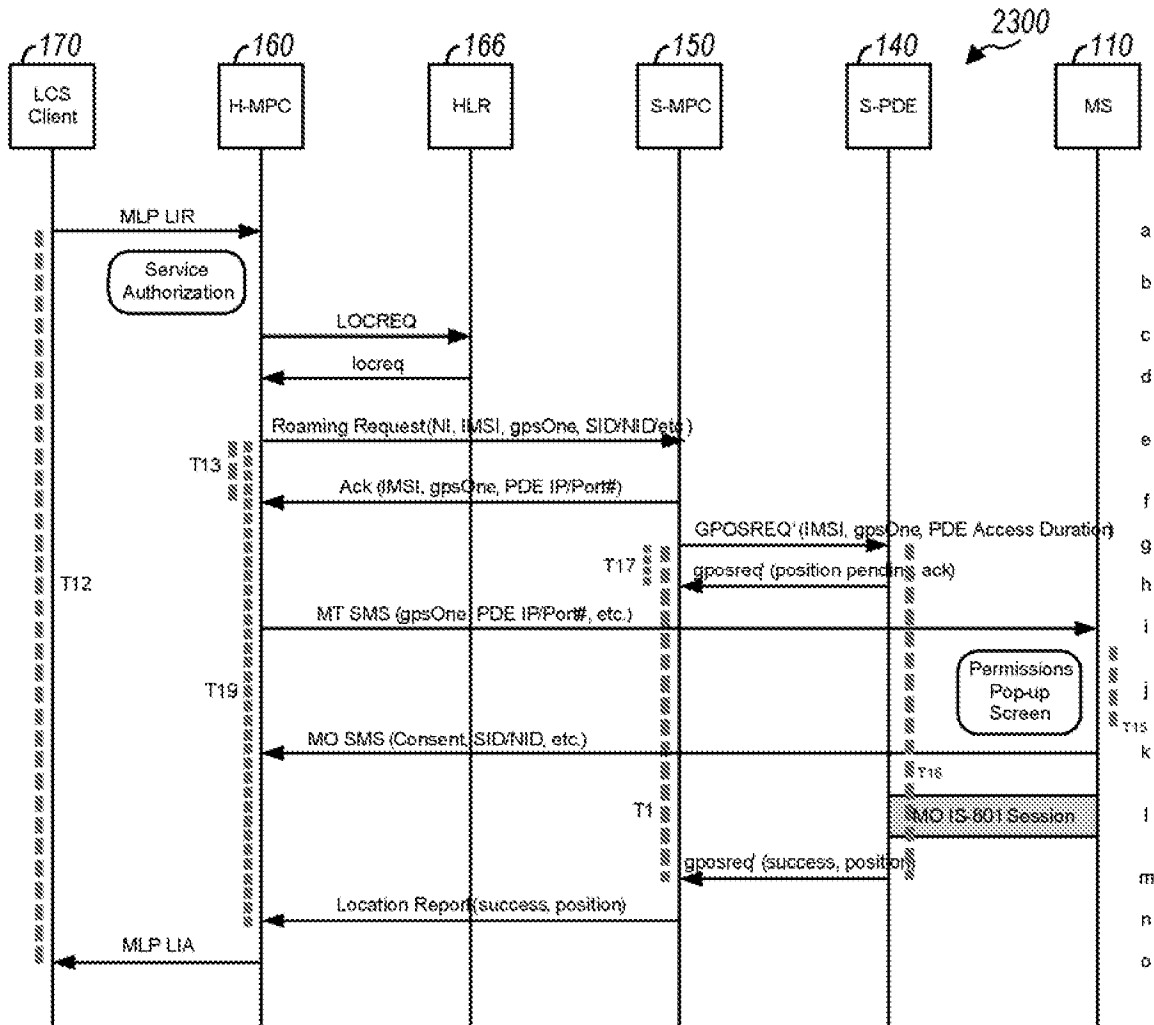 2300
170
160
166
150
140
110
LCS
Client
H-MPC
HLR
S-MPC
S-PDE
MS
MLP LIR
a
Service
Authorization
b
LOCREQ
c
locreq
d
Roaming Request (NI, IMSI, gpsOne, SID/NID/etc.)
e
T13
Ack (IMSI, gpsOne, PDE IP/Port#)
f
GPOSREQ' (IMSI, gpsOne, PDE Access Duration)
g
T17
gposreq' (position pending ack)
h
T12
MT SMS (gpsOne, PDE IP/Port#, etc.)
i
Permissions
Pop-up
Screen
T19
j
T15
MO SMS (Consent, SID/NID, etc.)
k
T16
T1
MO IS-801 Session
l
gposreq' (success, position)
m
Location Report (success, position)
n
MLP LIA
o